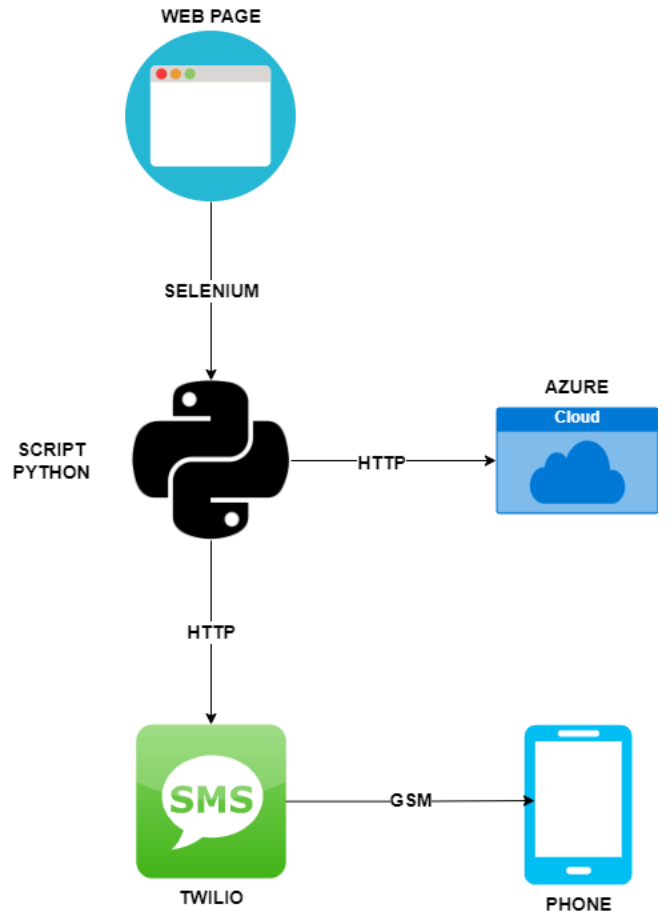 WEB PAGE
SELENIUM
AZURE
Cloud
SCRIPT
PYTHON
HTTP
HTTP
SMS
GSM
TWILIO
PHONE